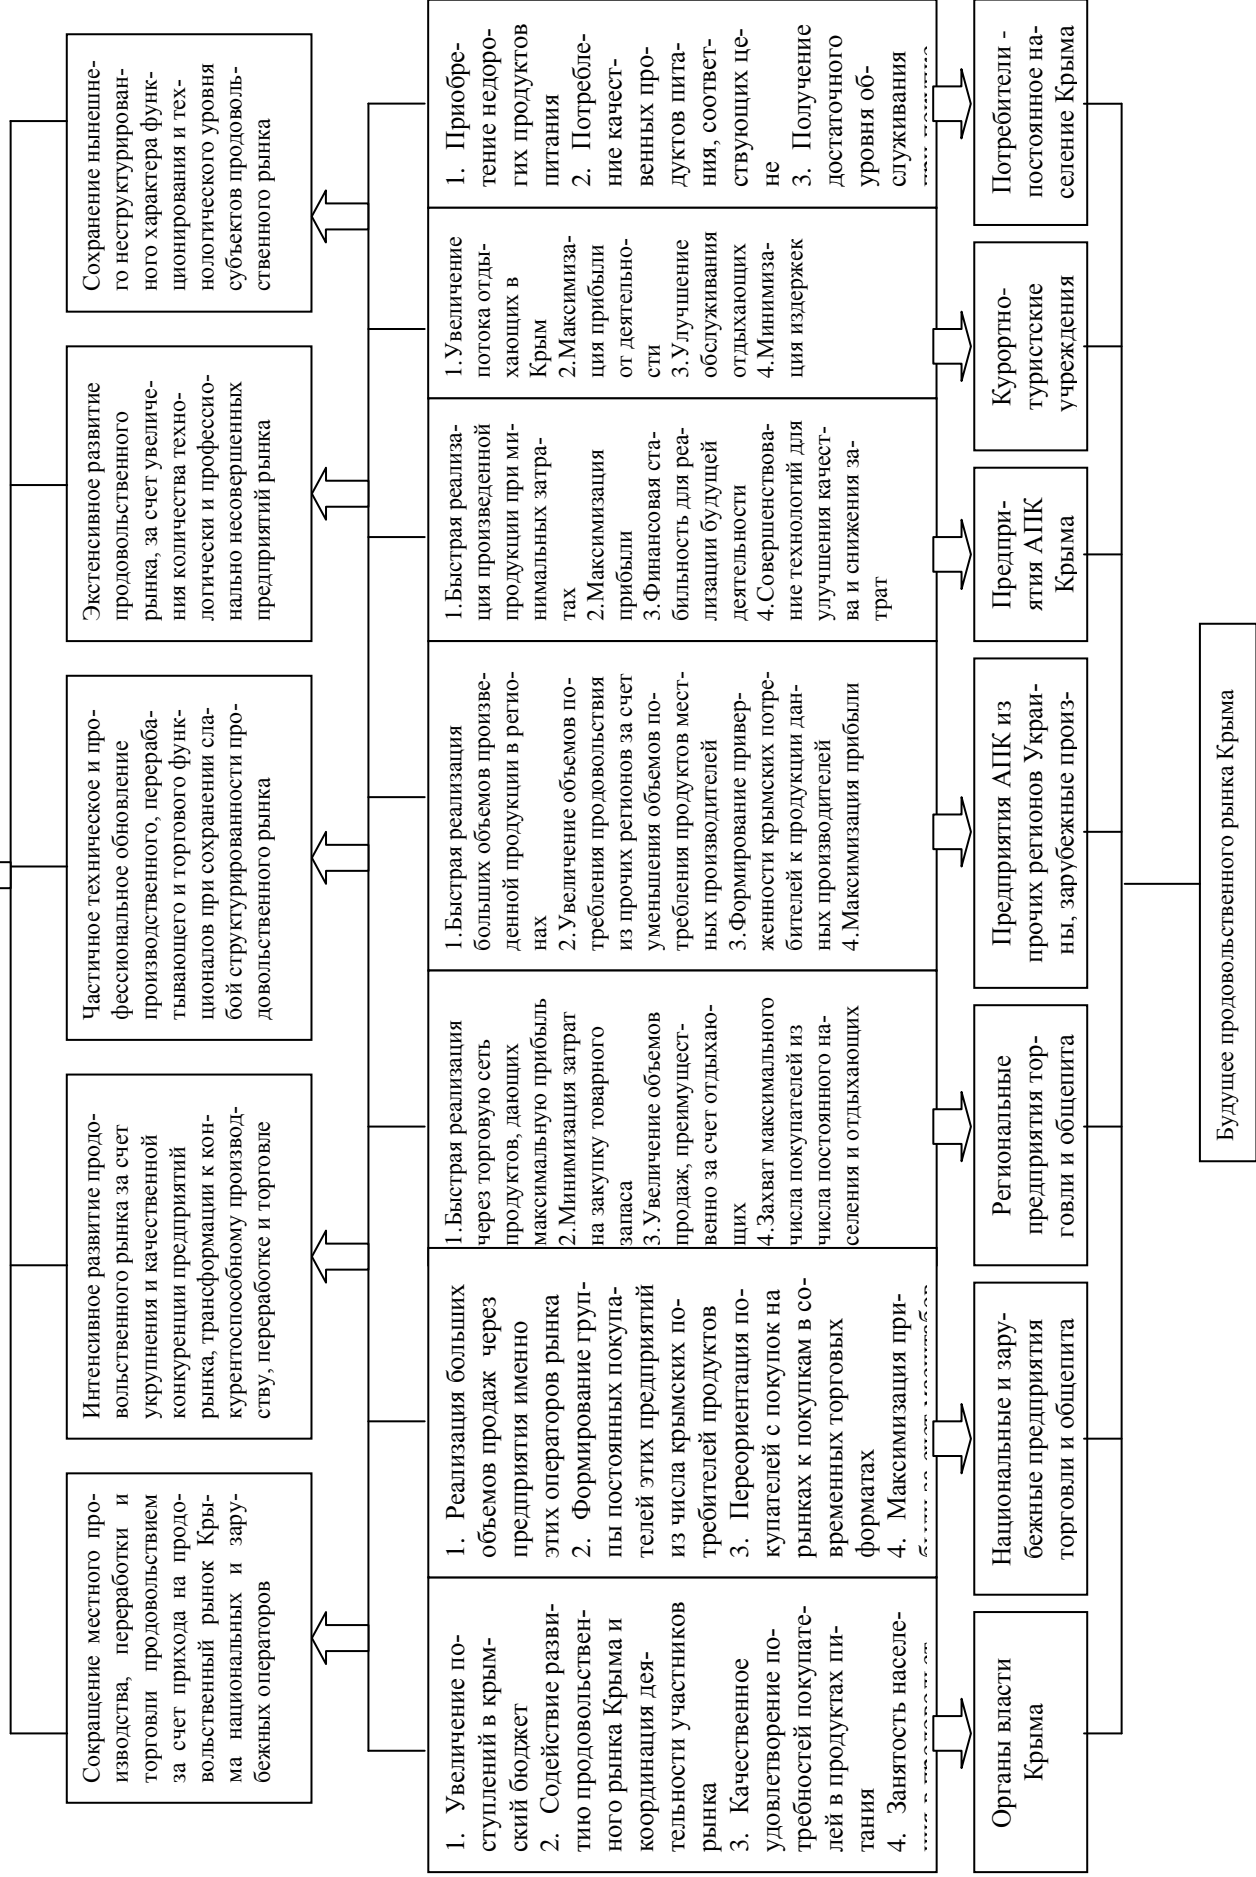 Сокращение местного про-
изводства, переработки и
торговли продовольствием
за счет прихода на продо-
вольственный рынок Кры-
ма национальных и зару-
бежных операторов
Интенсивное развитие продо-
вольственного рынка за счет
укрупнения и качественной
конкуренции предприятий
рынка, трансформации к кон-
курентоспособному производ-
ству, переработке и торговле
Частичное техническое и про-
фессиональное обновление
производственного, перераба-
тывающего и торгового функ-
ционалов при сохранении сла-
бой структурированности про-
довольственного рынка
Экстенсивное развитие
продовольственного
рынка, за счет увеличе-
ния количества техно-
логически и профессио-
нально несовершенных
предприятий рынка
Сохранение нынешне-
го неструктурирован-
ного характера функ-
ционирования и тех-
нологического уровня
субъектов продоволь-
ственного рынка
1. Увеличение по-
ступлений в крым-
ский бюджет
2. Содействие разви-
тию продовольствен-
ного рынка Крыма и
координация дея-
тельности участников
рынка
3. Качественное
удовлетворение по-
требностей покупате-
лей в продуктах пи-
тания
4. Занятость населе-
1. Реализация больших
объемов продаж через
предприятия именно
этих операторов рынка
2. Формирование груп-
пы постоянных покупа-
телей этих предприятий
из числа крымских по-
требителей продуктов
3. Переориентация по-
купателей с покупок на
рынках к покупкам в со-
временных торговых
форматах
4. Максимизация при-
1.Быстрая реализация
через торговую сеть
продуктов, дающих
максимальную прибыль
2.Минимизация затрат
на закупку товарного
запаса
3.Увеличение объемов
продаж, преимущест-
венно за счет отдыхаю-
щих
4.Захват максимального
числа покупателей из
числа постоянного на-
селения и отдыхающих
1.Быстрая реализация
больших объемов произве-
денной продукции в регио-
нах
2.Увеличение объемов по-
требления продовольствия
из прочих регионов за счет
уменьшения объемов по-
требления продуктов мест-
ных производителей
3.Формирование привер-
женности крымских потре-
бителей к продукции дан-
ных производителей
4.Максимизация прибыли
1.Быстрая реализа-
ция произведенной
продукции при ми-
нимальных затра-
тах
2.Максимизация
прибыли
3.Финансовая ста-
бильность для реа-
лизации будущей
деятельности
4.Совершенствова-
ние технологий для
улучшения качест-
ва и снижения за-
трат
1.Увеличение
потока отды-
хающих в
Крым
2.Максимиза-
ция прибыли
от деятельно-
сти
3.Улучшение
обслуживания
отдыхающих
4.Минимиза-
ция издержек
1. Приобре-
тение недоро-
гих продуктов
питания
2. Потребле-
ние качест-
венных про-
дуктов пита-
ния, соответ-
ствующих це-
не
3. Получение
достаточного
уровня об-
служивания
Органы власти
Крыма
Национальные и зару-
бежные предприятия
торговли и общепита
Региональные
предприятия тор-
говли и общепита
Предприятия АПК из
прочих регионов Украи-
ны, зарубежные произ-
Предпри-
ятия АПК
Крыма
Курортно-
туристские
учреждения
Потребители -
постоянное на-
селение Крыма
Будущее продовольственного рынка Крыма